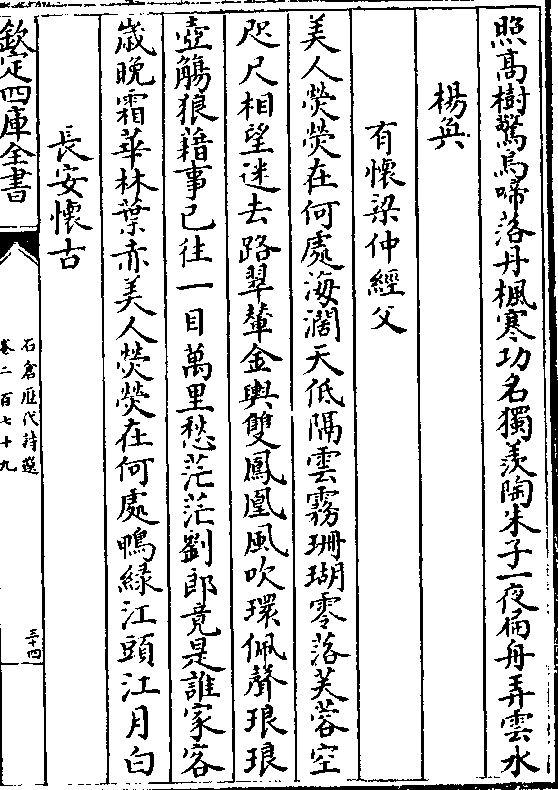 照高樹驚烏啼落丹楓寒功名獨羨陶朱子一夜扁舟弄雲水
楊奐
有懷梁仲經父
美人熒熒在何處海濶天低隔雲霧珊瑚零落芙蓉空
咫尺相望迷去路翠輦金輿雙鳳凰風吹環佩聲琅琅
壺觴狼藉事已往一目萬里愁茫茫劉郎竟是誰家客
歲晚霜華林葉赤美人熒熒在何處鴨緑江頭江月白
長安懷古
欽定四庫全書
石倉歴代詩選
卷二百七十九
三十四